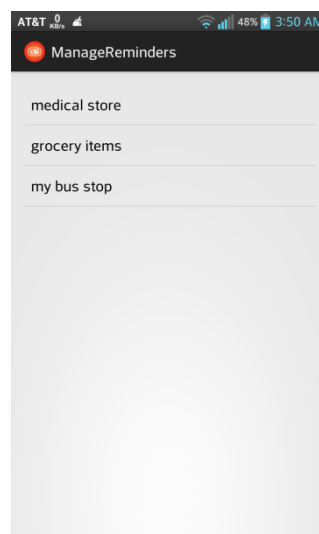 AT&T 0 KB/s 48% 3:50 AM
ManageReminders
medical store
grocery items
my bus stop